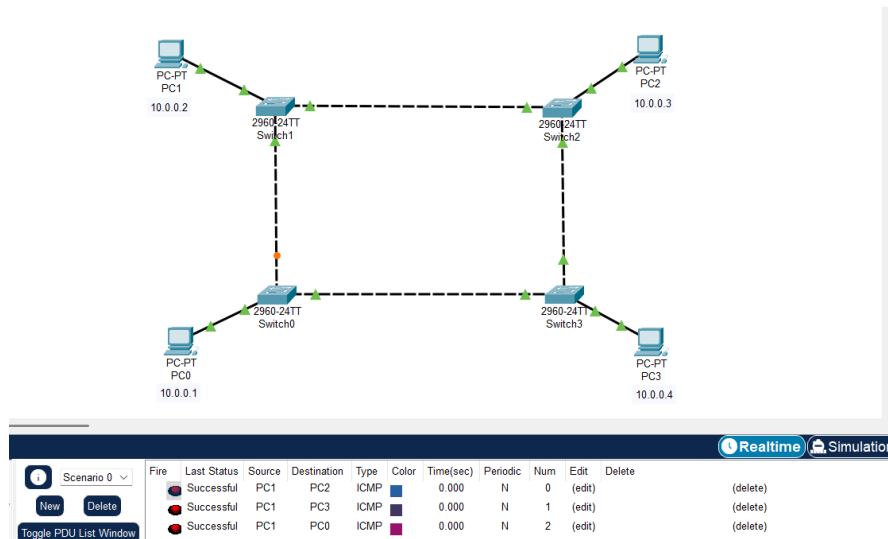 PC-PT
PC1
10.0.0.2
2960-24TT
Switch1
2960-24TT
Switch2
PC-PT
PC2
10.0.0.3
2960-24TT
Switch0
PC-PT
PC0
10.0.0.1
2960-24TT
Switch3
PC-PT
PC3
10.0.0.4
Realtime Simulation
Scenario 0
New Delete
Toggle PDU List Window
Fire Last Status Source Destination Type Color Time(sec) Periodic Num Edit Delete
Successful PC1 PC2 ICMP 0.000 N 0 (edit) (delete)
Successful PC1 PC3 ICMP 0.000 N 1 (edit) (delete)
Successful PC1 PC0 ICMP 0.000 N 2 (edit) (delete)